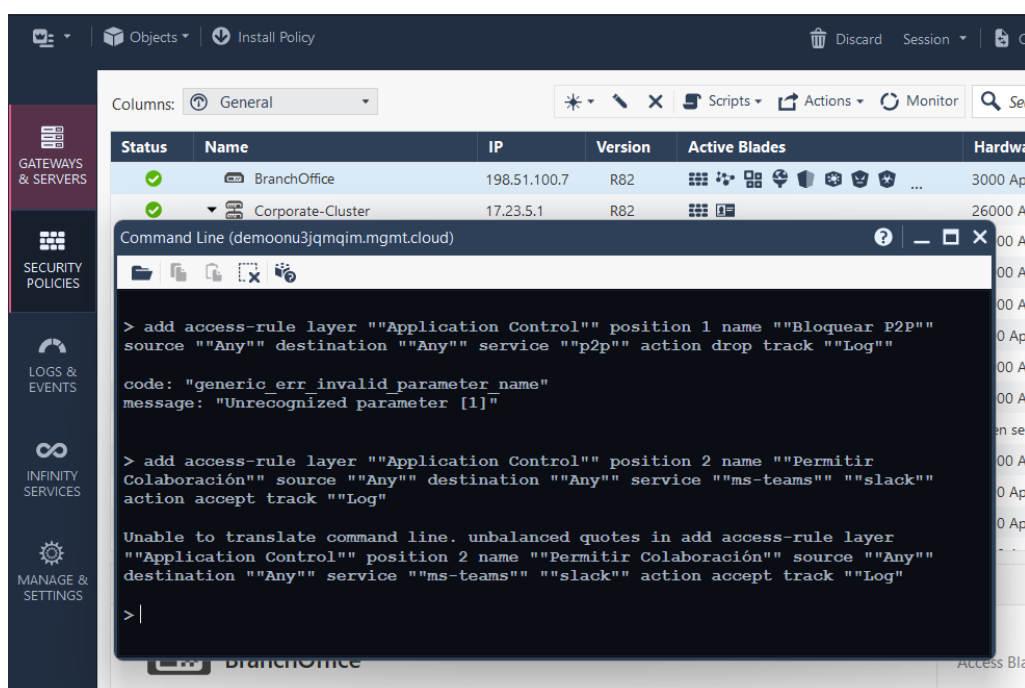 Objects
Install Policy
Discard
Session
Columns:
General
Scripts
Actions
Monitor
Status
Name
IP
Version
Active Blades
BranchOffice
198.51.100.7
R82
...
3000
Corporate-Cluster
17.23.5.1
R82
26000
GATEWAYS
& SERVERS
SECURITY
POLICIES
LOGS &
EVENTS
INFINITY
SERVICES
MANAGE &
SETTINGS
Command Line (demoonu3jqmqim.mgmt.cloud)
> add access-rule layer ""Application Control"" position 1 name ""Bloquear P2P""
source ""Any"" destination ""Any"" service ""p2p"" action drop track ""Log""
code: "generic_err_invalid_parameter_name"
message: "Unrecognized parameter [1]"
> add access-rule layer ""Application Control"" position 2 name ""Permitir
Colaboración"" source ""Any"" destination ""Any"" service ""ms-teams"" ""slack""
action accept track ""Log"
Unable to translate command line. unbalanced quotes in add access-rule layer
""Application Control"" position 2 name ""Permitir Colaboración"" source ""Any""
destination ""Any"" service ""ms-teams"" ""slack"" action accept track ""Log"
>
BranchOffice
Access